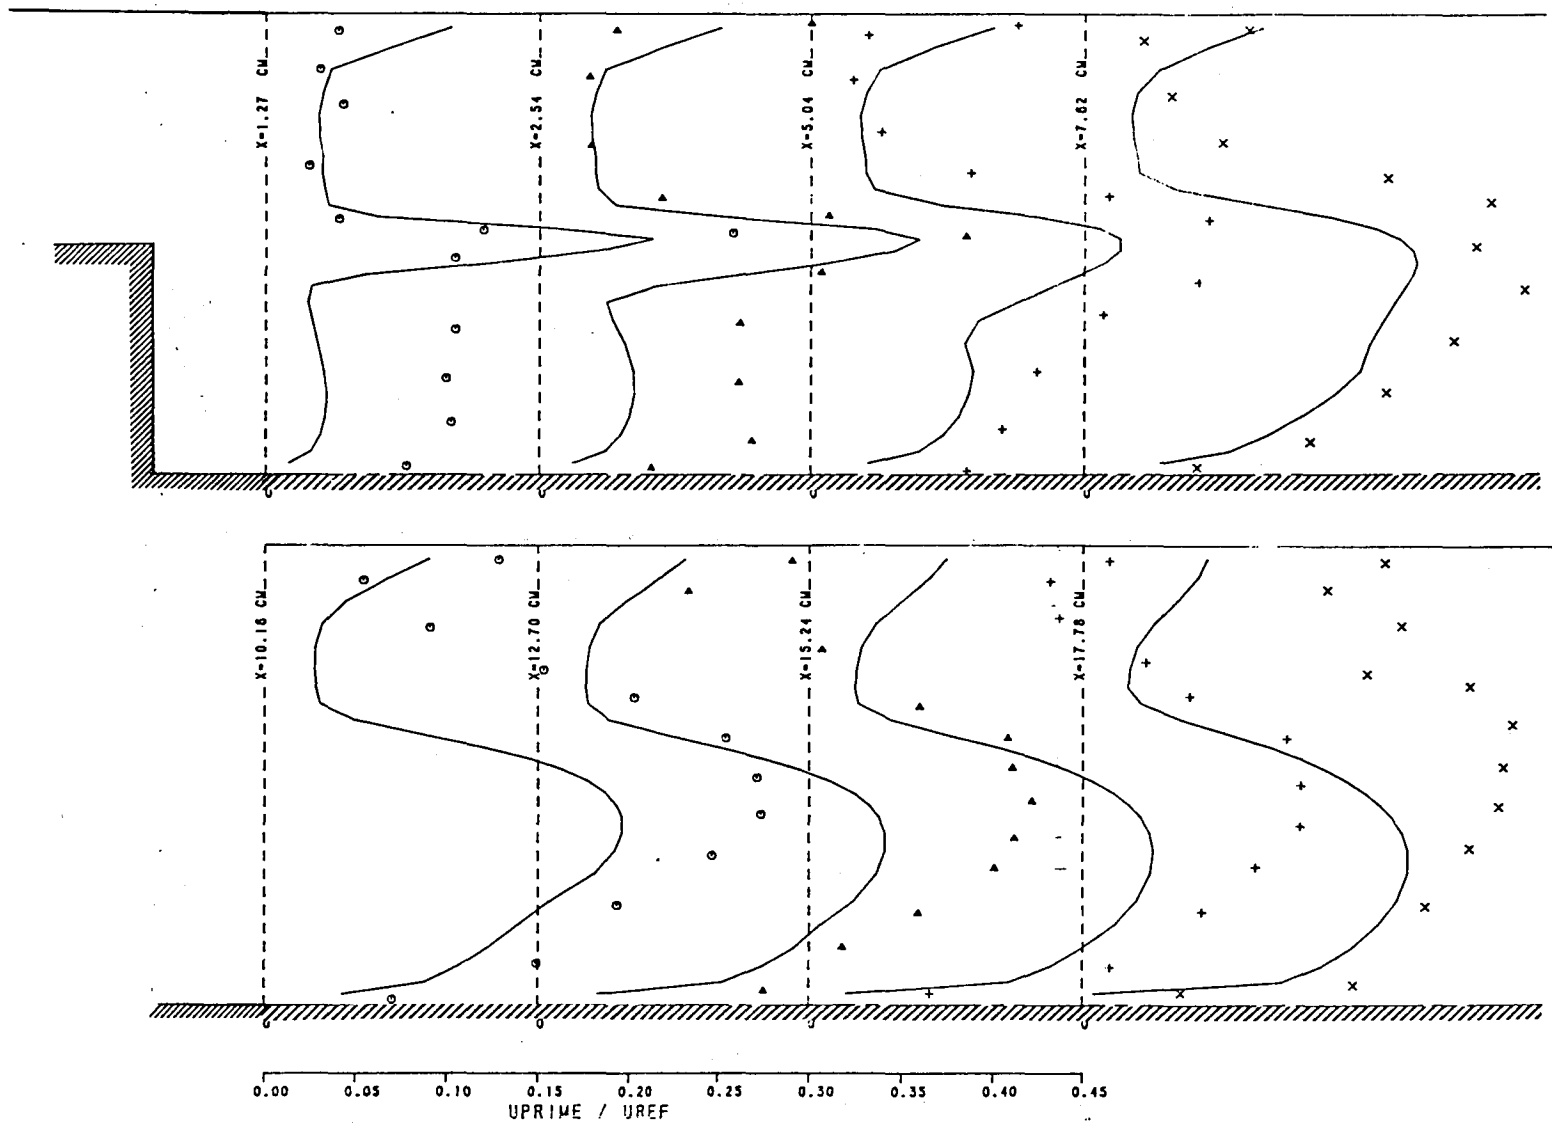 X=1.27 CM
X=2.54 CM
X=5.04 CM
X=7.62 CM
0 0 0 0
X=10.16 CM
X=12.70 CM
X=15.24 CM
X=17.78 CM
0 0 0 0
0.00 0.05 0.10 0.15 0.20 0.25 0.30 0.35 0.40 0.45
UPRIME / UREF